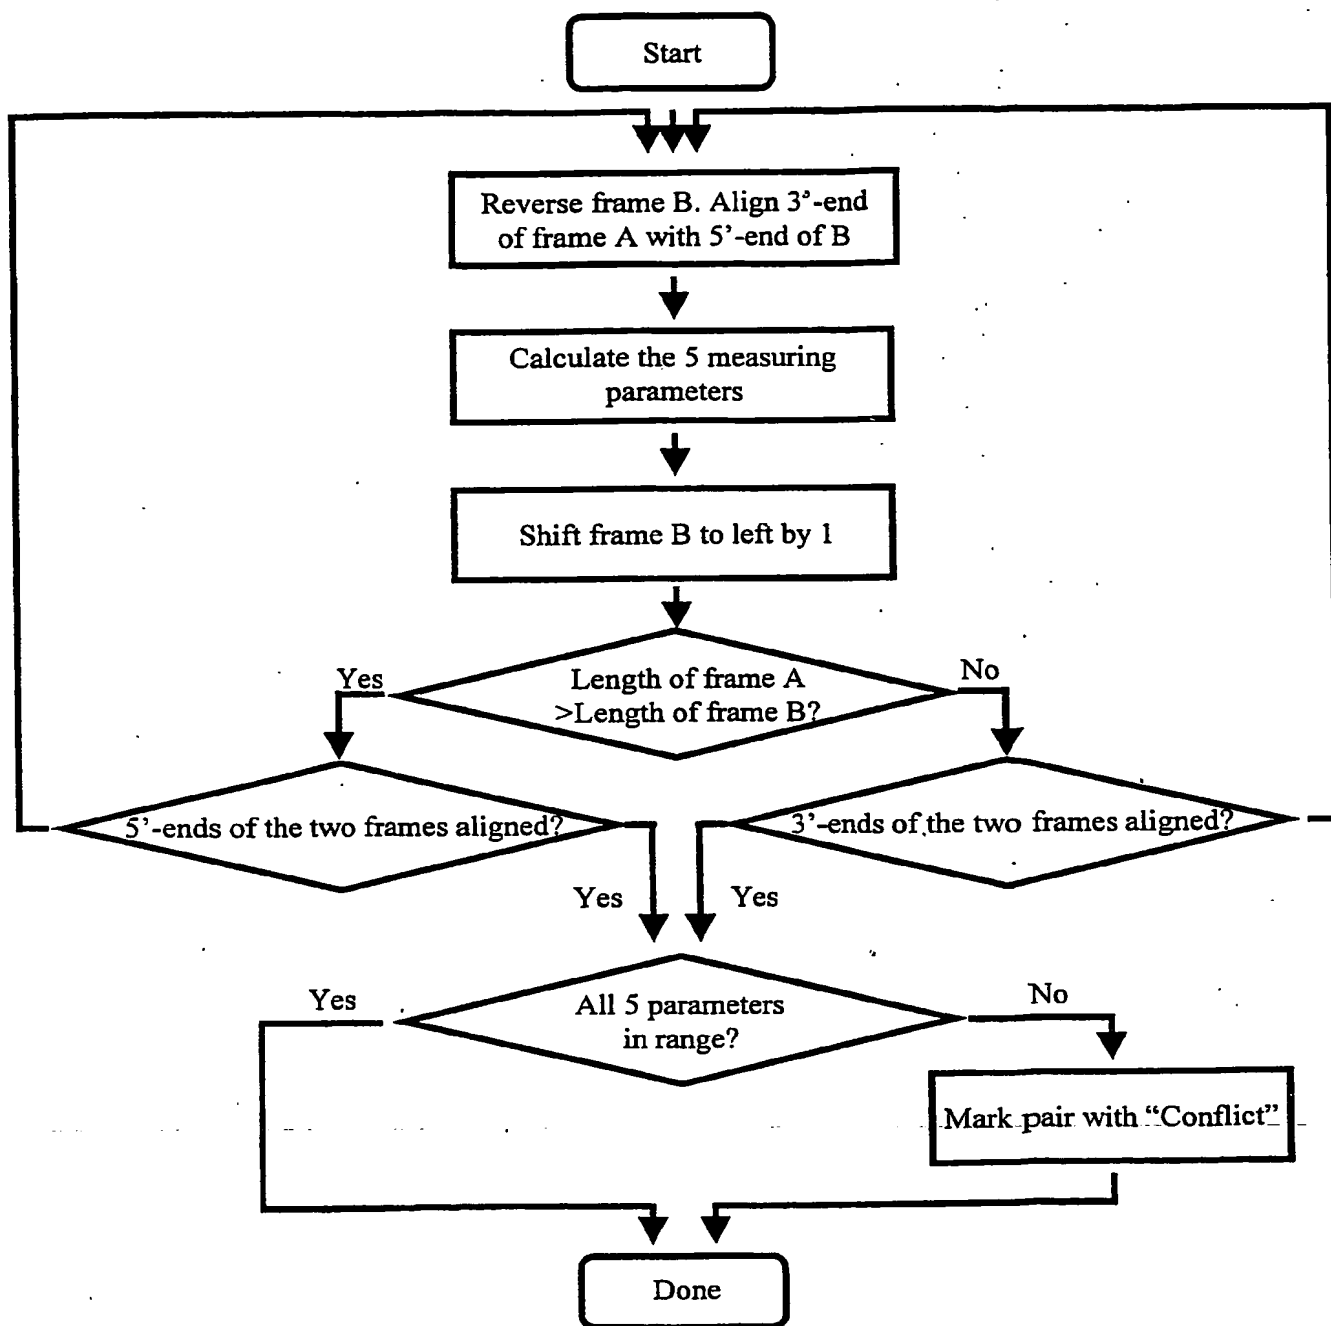 Start
Reverse frame B. Align 3'-end
of frame A with 5'-end of B
Calculate the 5 measuring
parameters
Shift frame B to left by 1
Yes
Length of frame A
>Length of frame B?
No
5'-ends of the two frames aligned?
3'-ends of the two frames aligned?
Yes
Yes
Yes
All 5 parameters
in range?
No
Mark pair with “Conflict”
Done